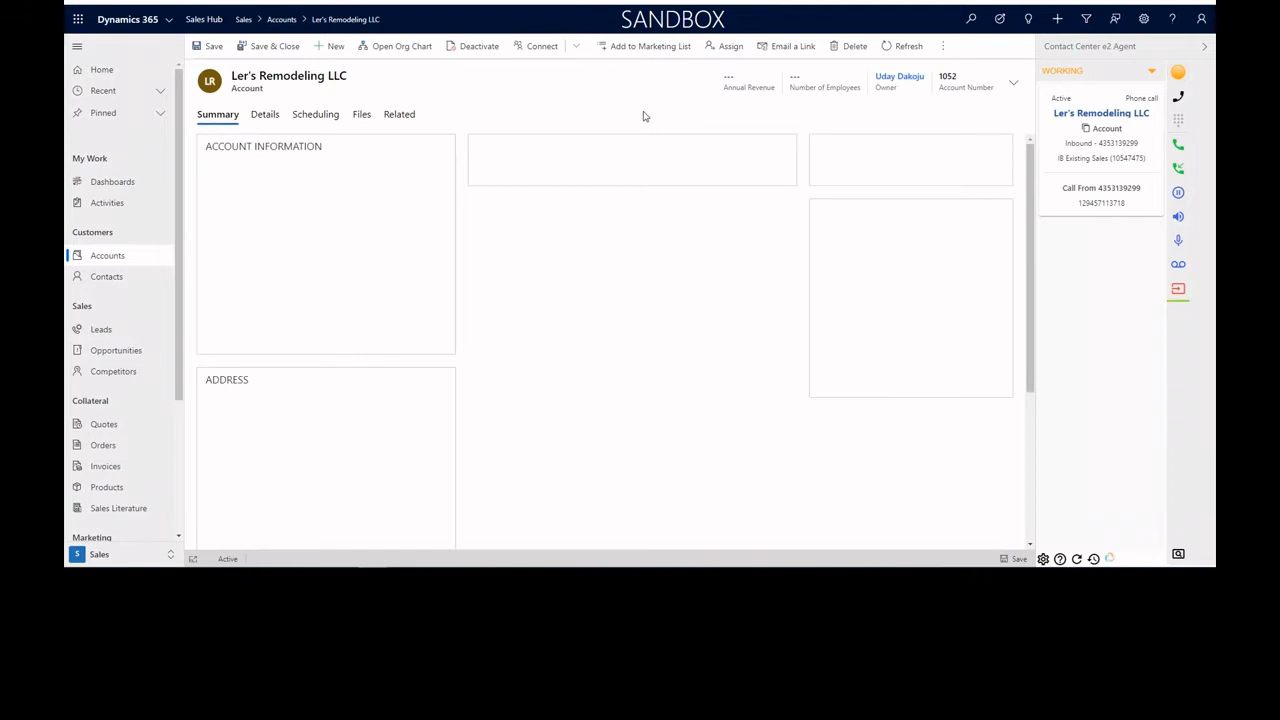 Dynamics 365 Sales Hub Sales > Accounts > Ler's Remodeling LLC SANDBOX
Save Save & Close New Open Org Chart Deactivate Connect Add to Marketing List Assign Email a Link Delete Refresh Contact Center e2 Agent
Home
Recent
Pinned
My Work
Dashboards
Activities
Customers
Accounts
Contacts
Sales
Leads
Opportunities
Competitors
Collateral
Quotes
Orders
Invoices
Products
Sales Literature
Marketing
S Sales
LR Ler's Remodeling LLC
Account
--- --- Uday Dakoju 1052
Annual Revenue Number of Employees Owner Account Number
Summary Details Scheduling Files Related
ACCOUNT INFORMATION
ADDRESS
Active Save
WORKING
Active Phone call
Ler's Remodeling LLC
Account
Inbound - 4353139299
IB Existing Sales (10547475)
Call From 4353139299
129457113718